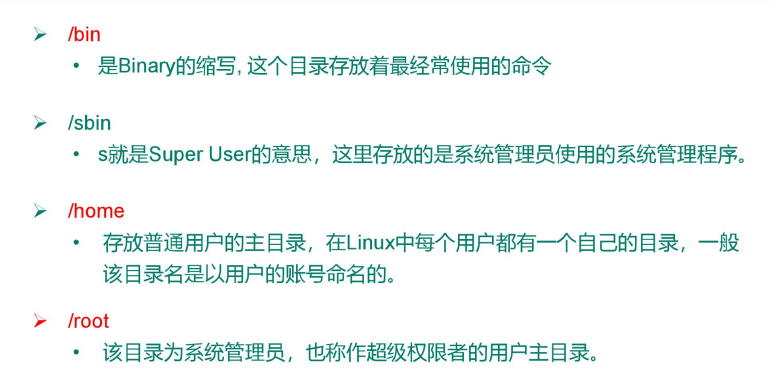 ➢ /bin
• 是Binary的缩写, 这个目录存放着最经常使用的命令
➢ /sbin
• s就是Super User的意思，这里存放的是系统管理员使用的系统管理程序。
➢ /home
• 存放普通用户的主目录，在Linux中每个用户都有一个自己的目录，一般
该目录名是以用户的账号命名的。
➢ /root
• 该目录为系统管理员，也称作超级权限者的用户主目录。